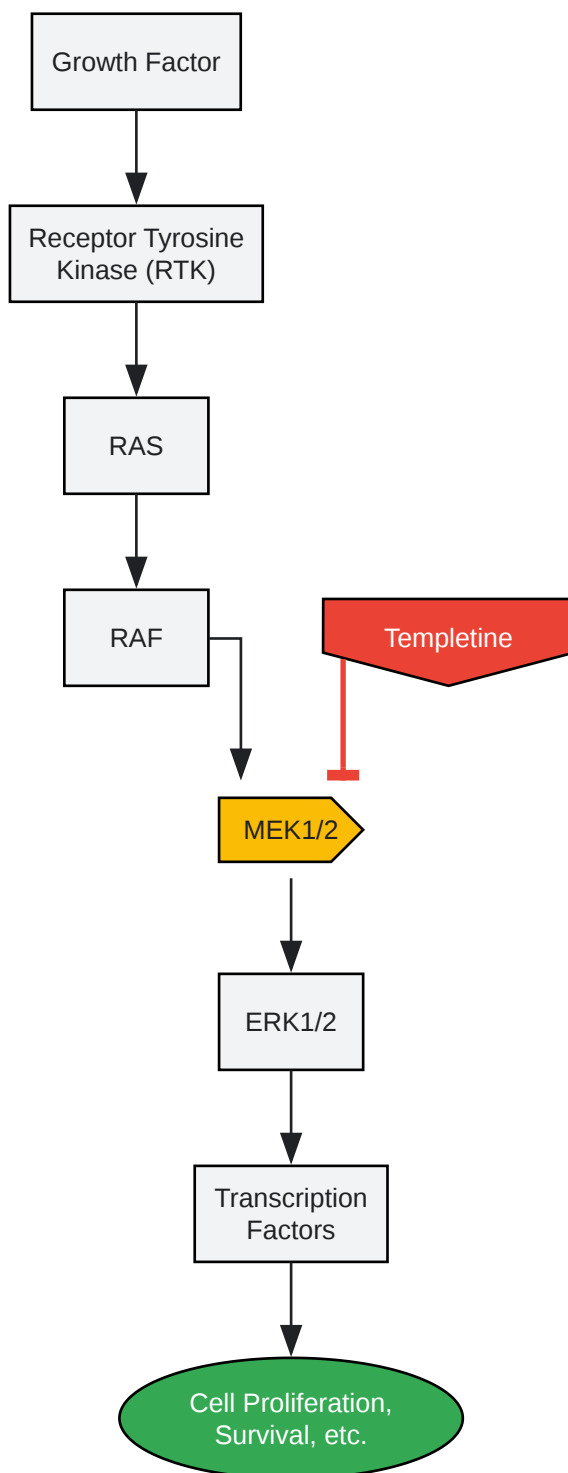 Growth Factor
Receptor Tyrosine
Kinase (RTK)
RAS
RAF
Templetine
MEK1/2
ERK1/2
Transcription
Factors
Cell Proliferation,
Survival, etc.